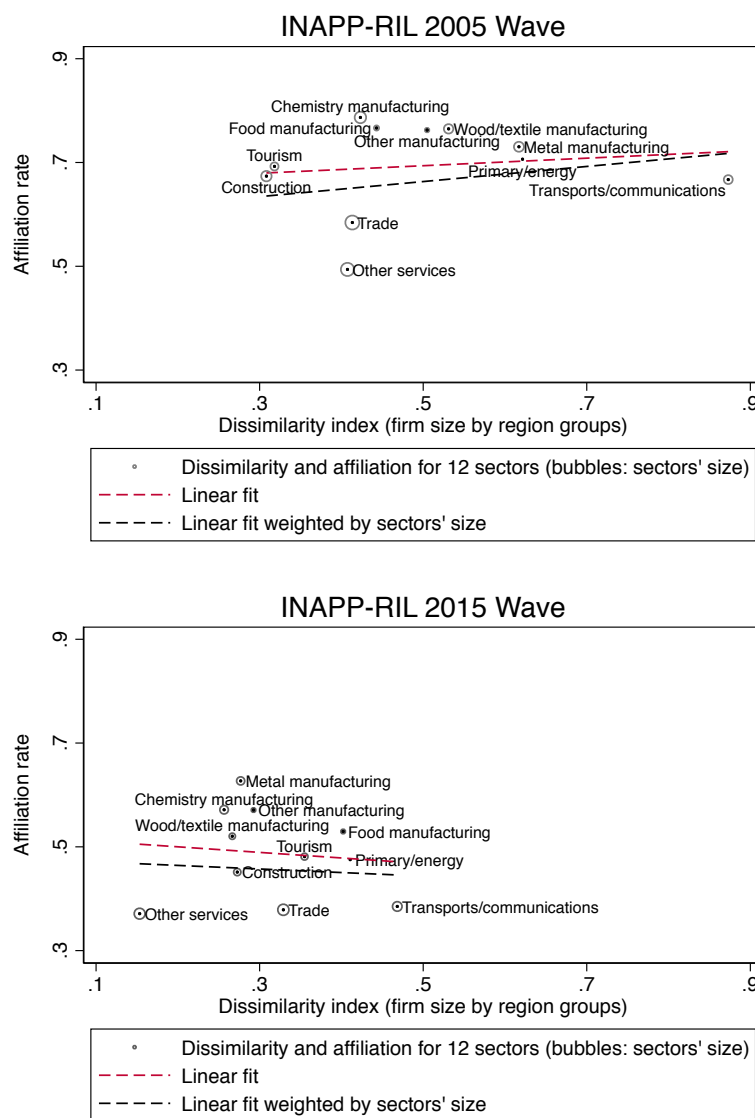 INAPP-RIL 2005 Wave
Affiliation rate
.9
.7
.5
.3
Chemistry manufacturing
Food manufacturing
Wood/textile manufacturing
Other manufacturing
Metal manufacturing
Tourism
Primary/energy
Construction
Transports/communications
Trade
Other services
.1
.3
.5
.7
.9
Dissimilarity index (firm size by region groups)
Dissimilarity and affiliation for 12 sectors (bubbles: sectors' size)
Linear fit
Linear fit weighted by sectors' size
INAPP-RIL 2015 Wave
Affiliation rate
.9
.7
.5
.3
Metal manufacturing
Chemistry manufacturing
Other manufacturing
Wood/textile manufacturing
Food manufacturing
Tourism
Primary/energy
Construction
Other services
Trade
Transports/communications
.1
.3
.5
.7
.9
Dissimilarity index (firm size by region groups)
Dissimilarity and affiliation for 12 sectors (bubbles: sectors' size)
Linear fit
Linear fit weighted by sectors' size